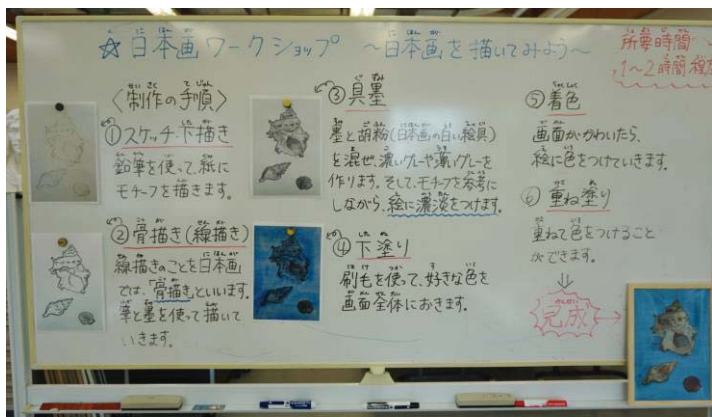 ☆日本画ワークショップ ～日本画を描いてみよう～
所要時間
1～2時間程度
〈制作の手順〉
①スケッチ・下描き
鉛筆を使って、紙に
モチーフを描きます。
②骨描き(線描き)
線描きのことを日本画
では、「骨描き」といいます。
筆と墨を使って描いて
いきます。
③具墨
墨と胡粉(日本画の白い絵具)
を混ぜ、濃いグレーや薄いグレーを
作ります。そして、モチーフを参考に
しながら、絵に濃淡をつけます。
④下塗り
刷毛を使って、好きな色を
画面全体におきます。
⑤着色
画面がかわいたら、
絵に色をつけていきます。
⑥重ね塗り
重ねて色をつけること
ができます。
完成